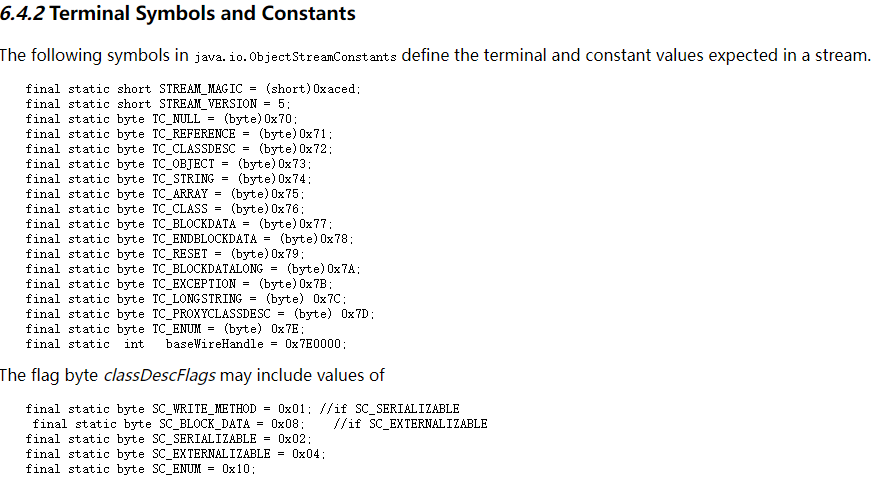 6.4.2 Terminal Symbols and Constants
The following symbols in java.io.ObjectStreamConstants define the terminal and constant values expected in a stream.
final static short STREAM_MAGIC = (short)0xaced;
final static short STREAM_VERSION = 5;
final static byte TC_NULL = (byte)0x70;
final static byte TC_REFERENCE = (byte)0x71;
final static byte TC_CLASSDESC = (byte)0x72;
final static byte TC_OBJECT = (byte)0x73;
final static byte TC_STRING = (byte)0x74;
final static byte TC_ARRAY = (byte)0x75;
final static byte TC_CLASS = (byte)0x76;
final static byte TC_BLOCKDATA = (byte)0x77;
final static byte TC_ENDBLOCKDATA = (byte)0x78;
final static byte TC_RESET = (byte)0x79;
final static byte TC_BLOCKDATALONG = (byte)0x7A;
final static byte TC_EXCEPTION = (byte)0x7B;
final static byte TC_LONGSTRING = (byte) 0x7C;
final static byte TC_PROXYCLASSDESC = (byte) 0x7D;
final static byte TC_ENUM = (byte) 0x7E;
final static  int   baseWireHandle = 0x7E0000;
The flag byte classDescFlags may include values of
final static byte SC_WRITE_METHOD = 0x01; //if SC_SERIALIZABLE
final static byte SC_BLOCK_DATA = 0x08;    //if SC_EXTERNALIZABLE
final static byte SC_SERIALIZABLE = 0x02;
final static byte SC_EXTERNALIZABLE = 0x04;
final static byte SC_ENUM = 0x10;